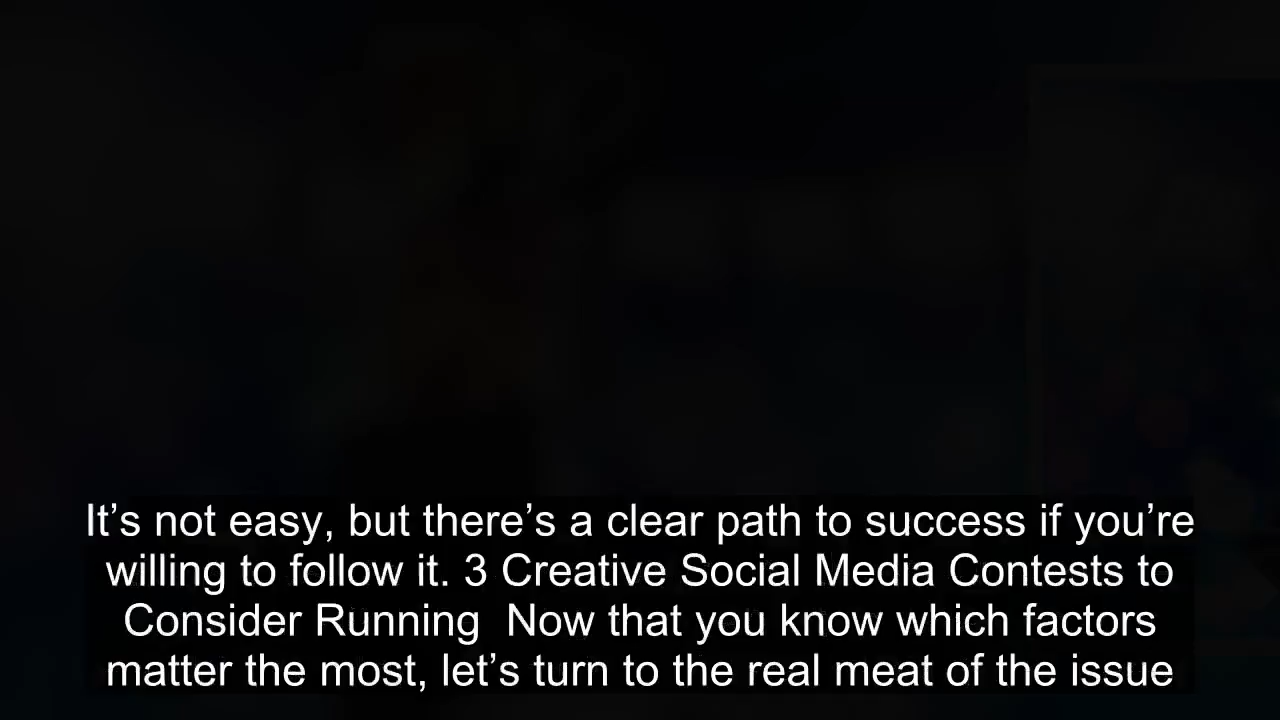 It’s not easy, but there’s a clear path to success if you’re
willing to follow it. 3 Creative Social Media Contests to
Consider Running  Now that you know which factors
matter the most, let’s turn to the real meat of the issue